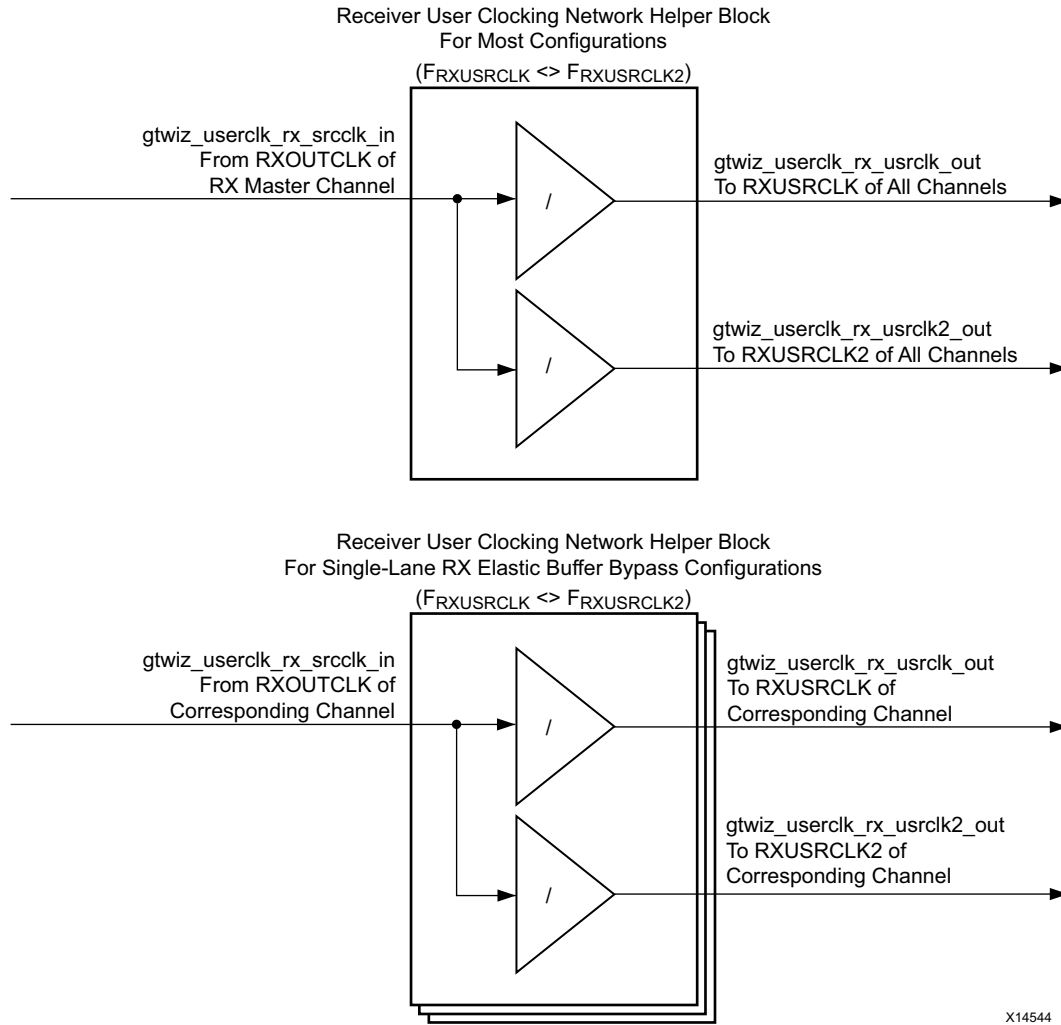 Receiver User Clocking Network Helper Block
For Most Configurations
(FRXUSRCLK <> FRXUSRCLK2)
gtwiz_userclk_rx_srcclk_in
From RXOUTCLK of
RX Master Channel
/
gtwiz_userclk_rx_usrclk_out
To RXUSRCLK of All Channels
/
gtwiz_userclk_rx_usrclk2_out
To RXUSRCLK2 of All Channels
Receiver User Clocking Network Helper Block
For Single-Lane RX Elastic Buffer Bypass Configurations
(FRXUSRCLK <> FRXUSRCLK2)
gtwiz_userclk_rx_srcclk_in
From RXOUTCLK of
Corresponding Channel
/
gtwiz_userclk_rx_usrclk_out
To RXUSRCLK of
Corresponding Channel
/
gtwiz_userclk_rx_usrclk2_out
To RXUSRCLK2 of
Corresponding Channel
X14544